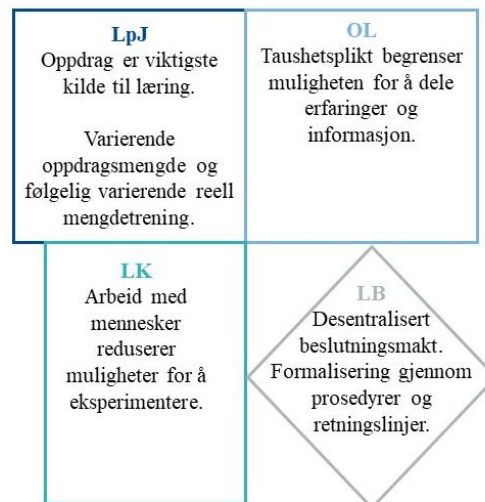 LpJ
Oppdrag er viktigste
kilde til læring.
Varierende
oppdragsmengde og
følgelig varierende reell
mengdetrening.
OL
Taushetsplikt begrenser
muligheten for å dele
erfaringer og
informasjon.
LK
Arbeid med
mennesker
reduserer
muligheter for å
eksperimentere.
LB
Desentralisert
beslutningsmakt.
Formalisering gjennom
prosedyrer og
retningslinjer.